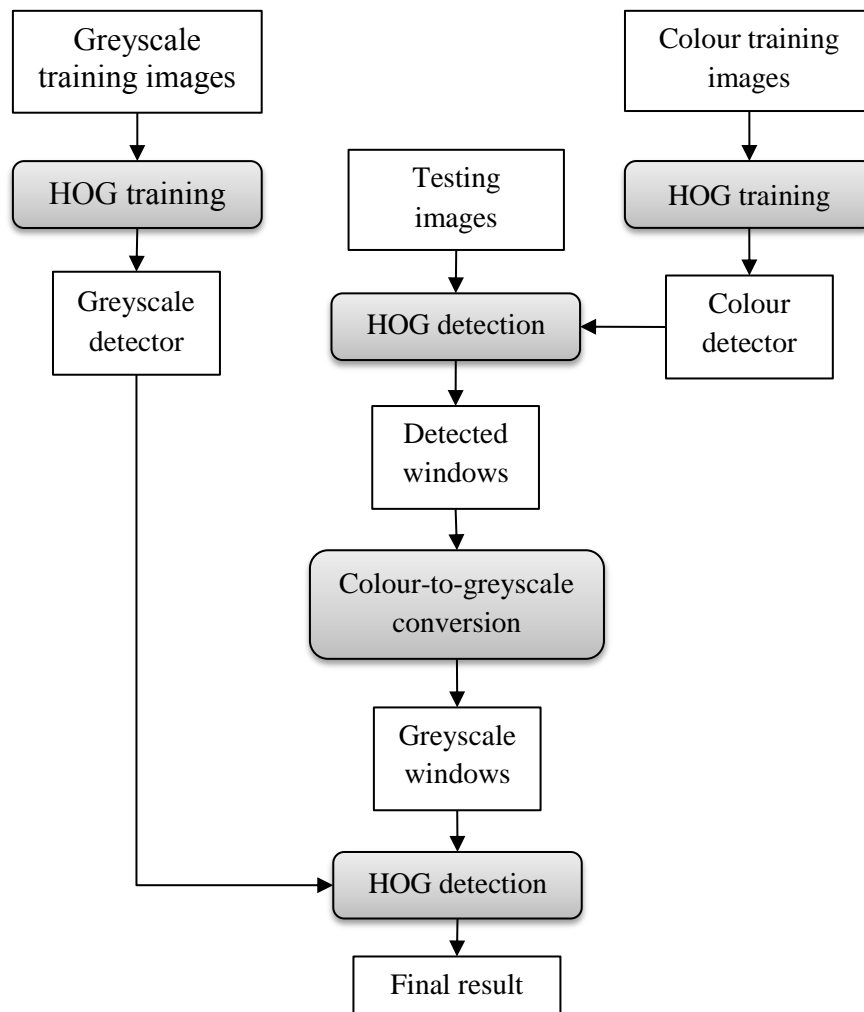 Greyscale
training images
Colour training
images
HOG training
Testing
images
HOG training
Greyscale
detector
HOG detection
Colour
detector
Detected
windows
Colour-to-greyscale
conversion
Greyscale
windows
HOG detection
Final result